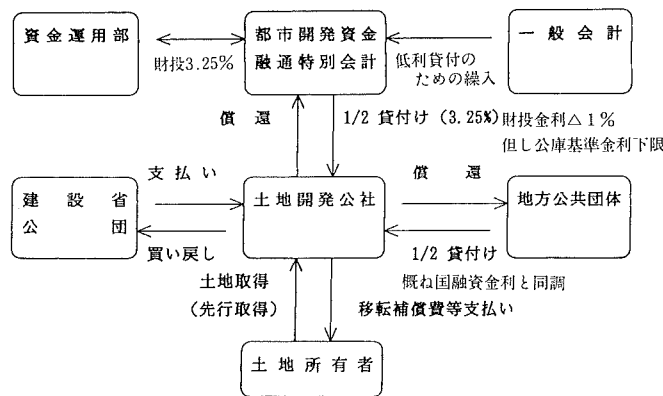 資金運用部
財投3.25%
都市開発資金
融通特別会計
低利貸付の
ための繰入
一般会計
償還
1/2 貸付け (3.25%)
財投金利△1%
但し公庫基準金利下限
建設省
公団
支払い
買い戻し
土地開発公社
償還
1/2 貸付け
概ね国融資金利と同調
地方公共団体
土地取得
(先行取得)
移転補償費等支払い
土地所有者